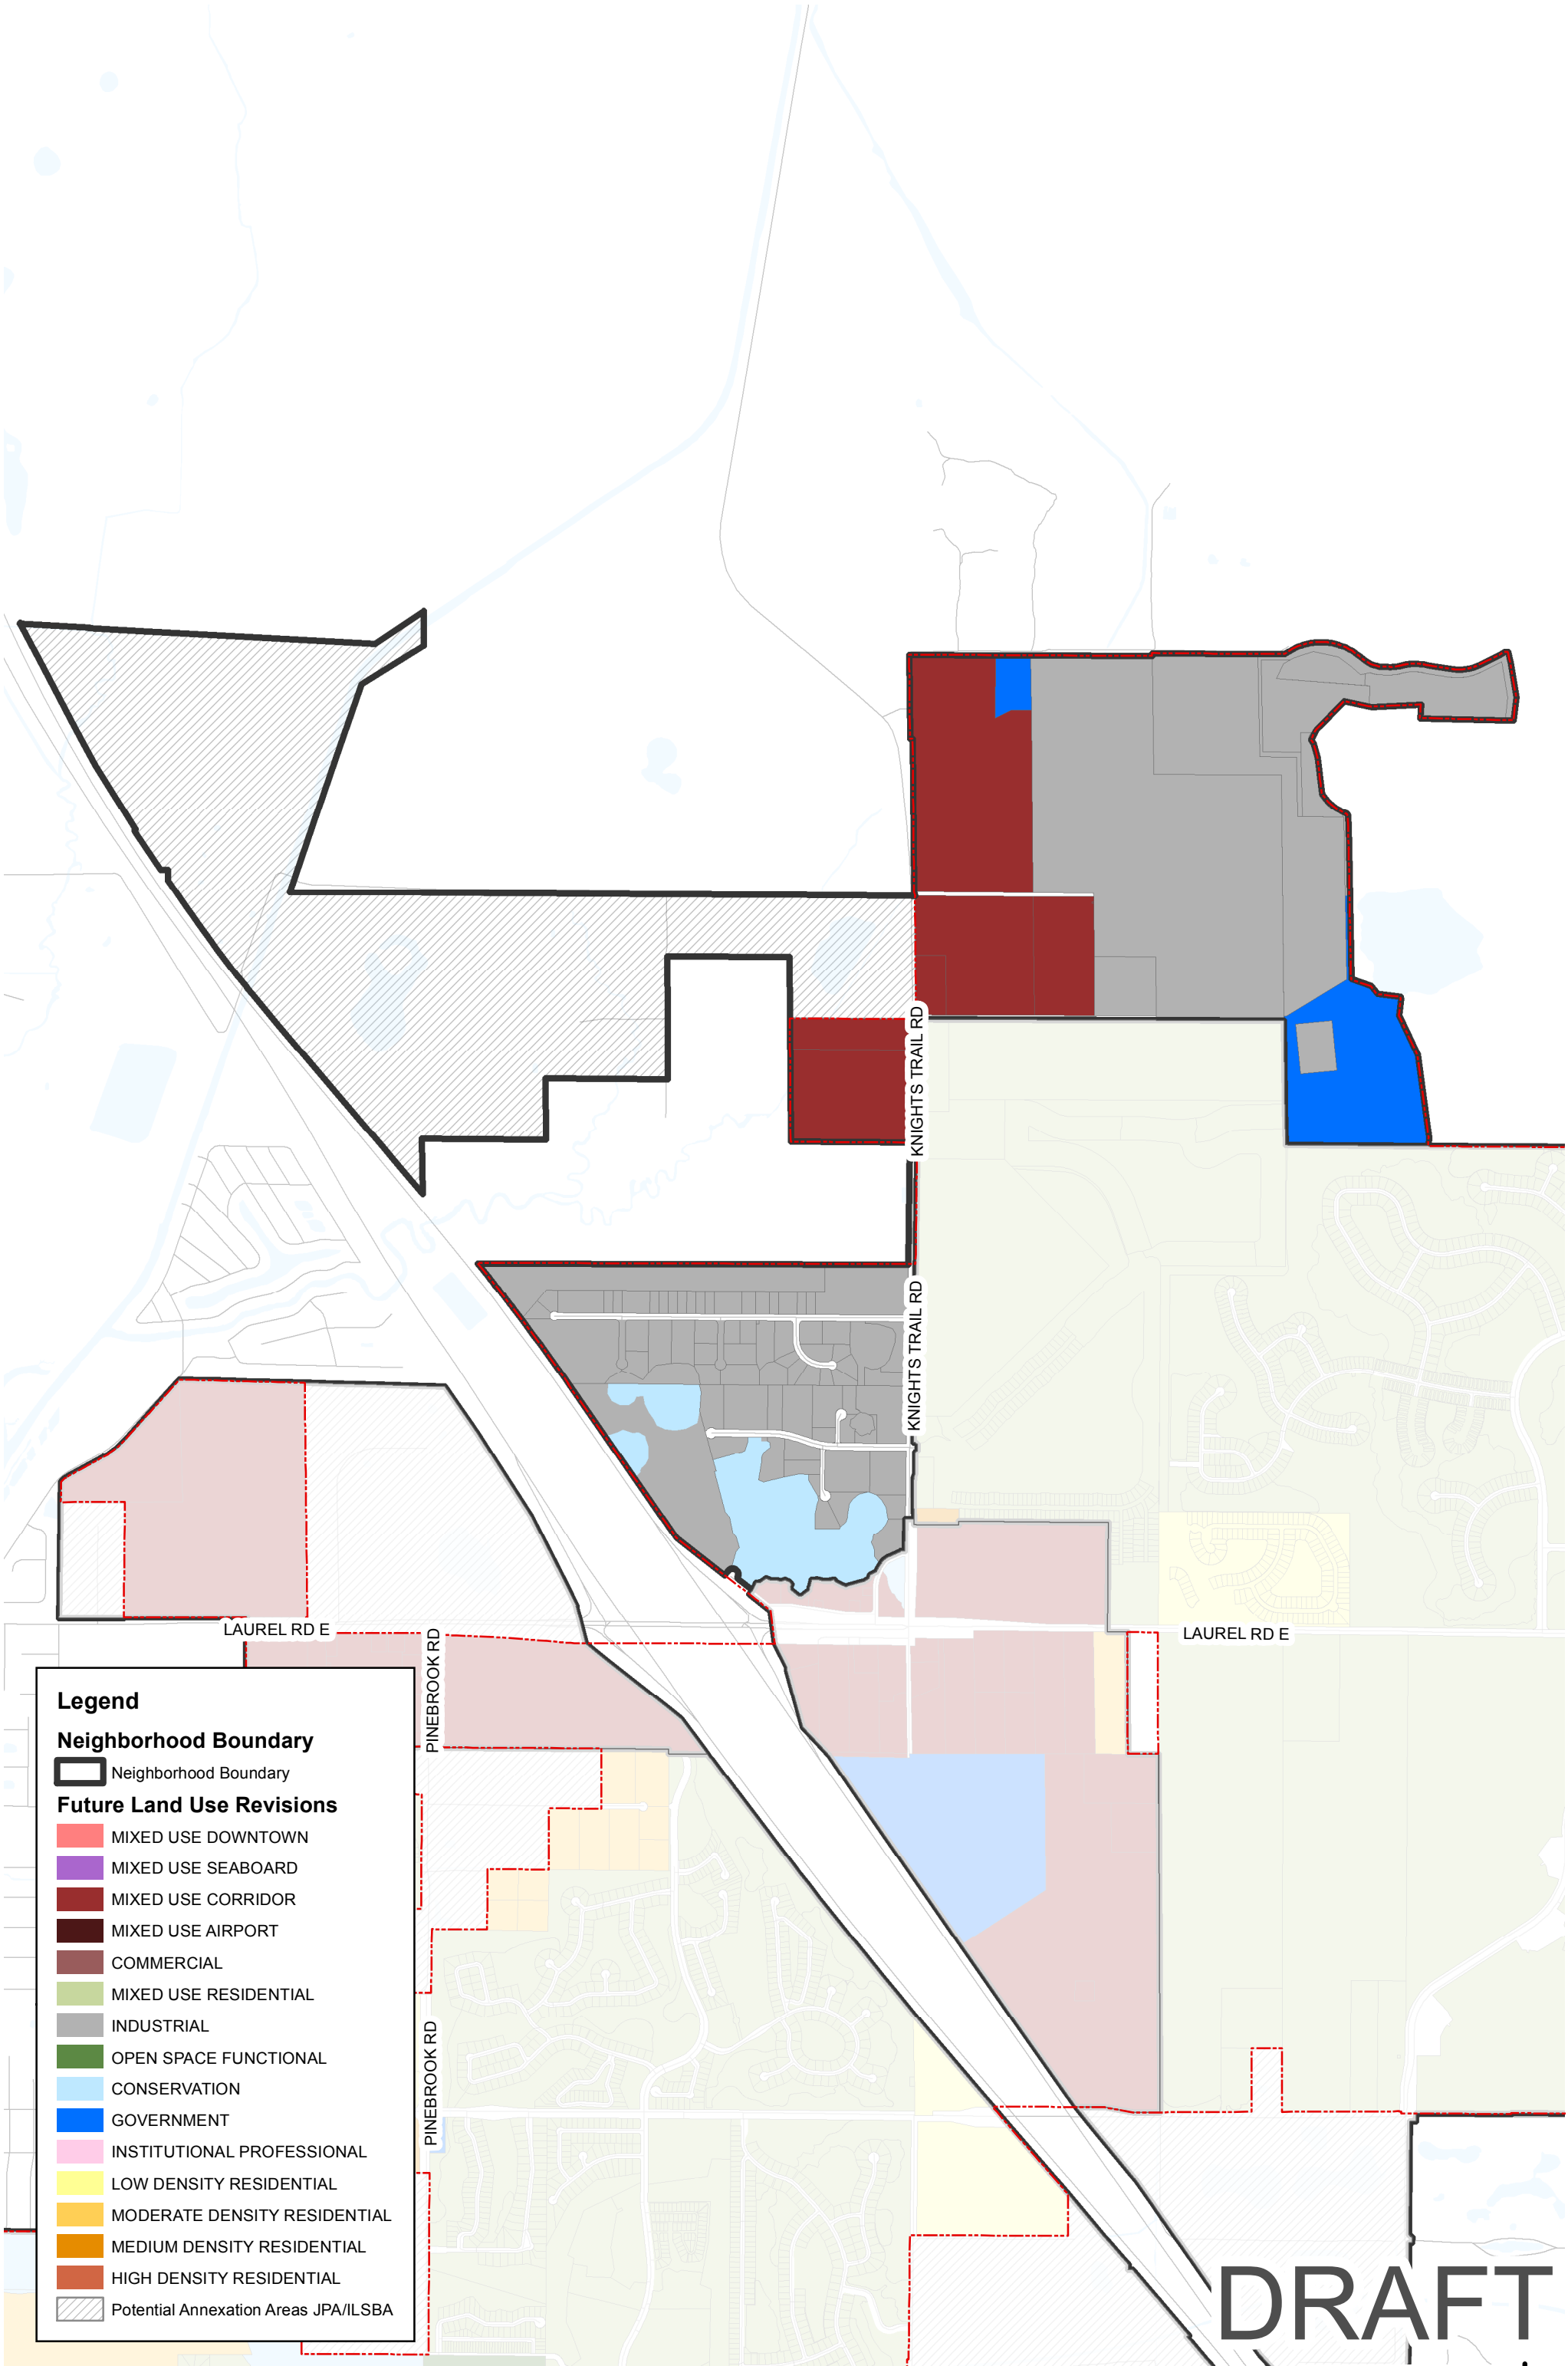 KNIGHTS TRAIL RD
KNIGHTS TRAIL RD
LAUREL RD E
LAUREL RD E
PINEBROOK RD
PINEBROOK RD
Legend
Neighborhood Boundary
Neighborhood Boundary
Future Land Use Revisions
MIXED USE DOWNTOWN
MIXED USE SEABOARD
MIXED USE CORRIDOR
MIXED USE AIRPORT
COMMERCIAL
MIXED USE RESIDENTIAL
INDUSTRIAL
OPEN SPACE FUNCTIONAL
CONSERVATION
GOVERNMENT
INSTITUTIONAL PROFESSIONAL
LOW DENSITY RESIDENTIAL
MODERATE DENSITY RESIDENTIAL
MEDIUM DENSITY RESIDENTIAL
HIGH DENSITY RESIDENTIAL
Potential Annexation Areas JPA/ILSBA
DRAFT